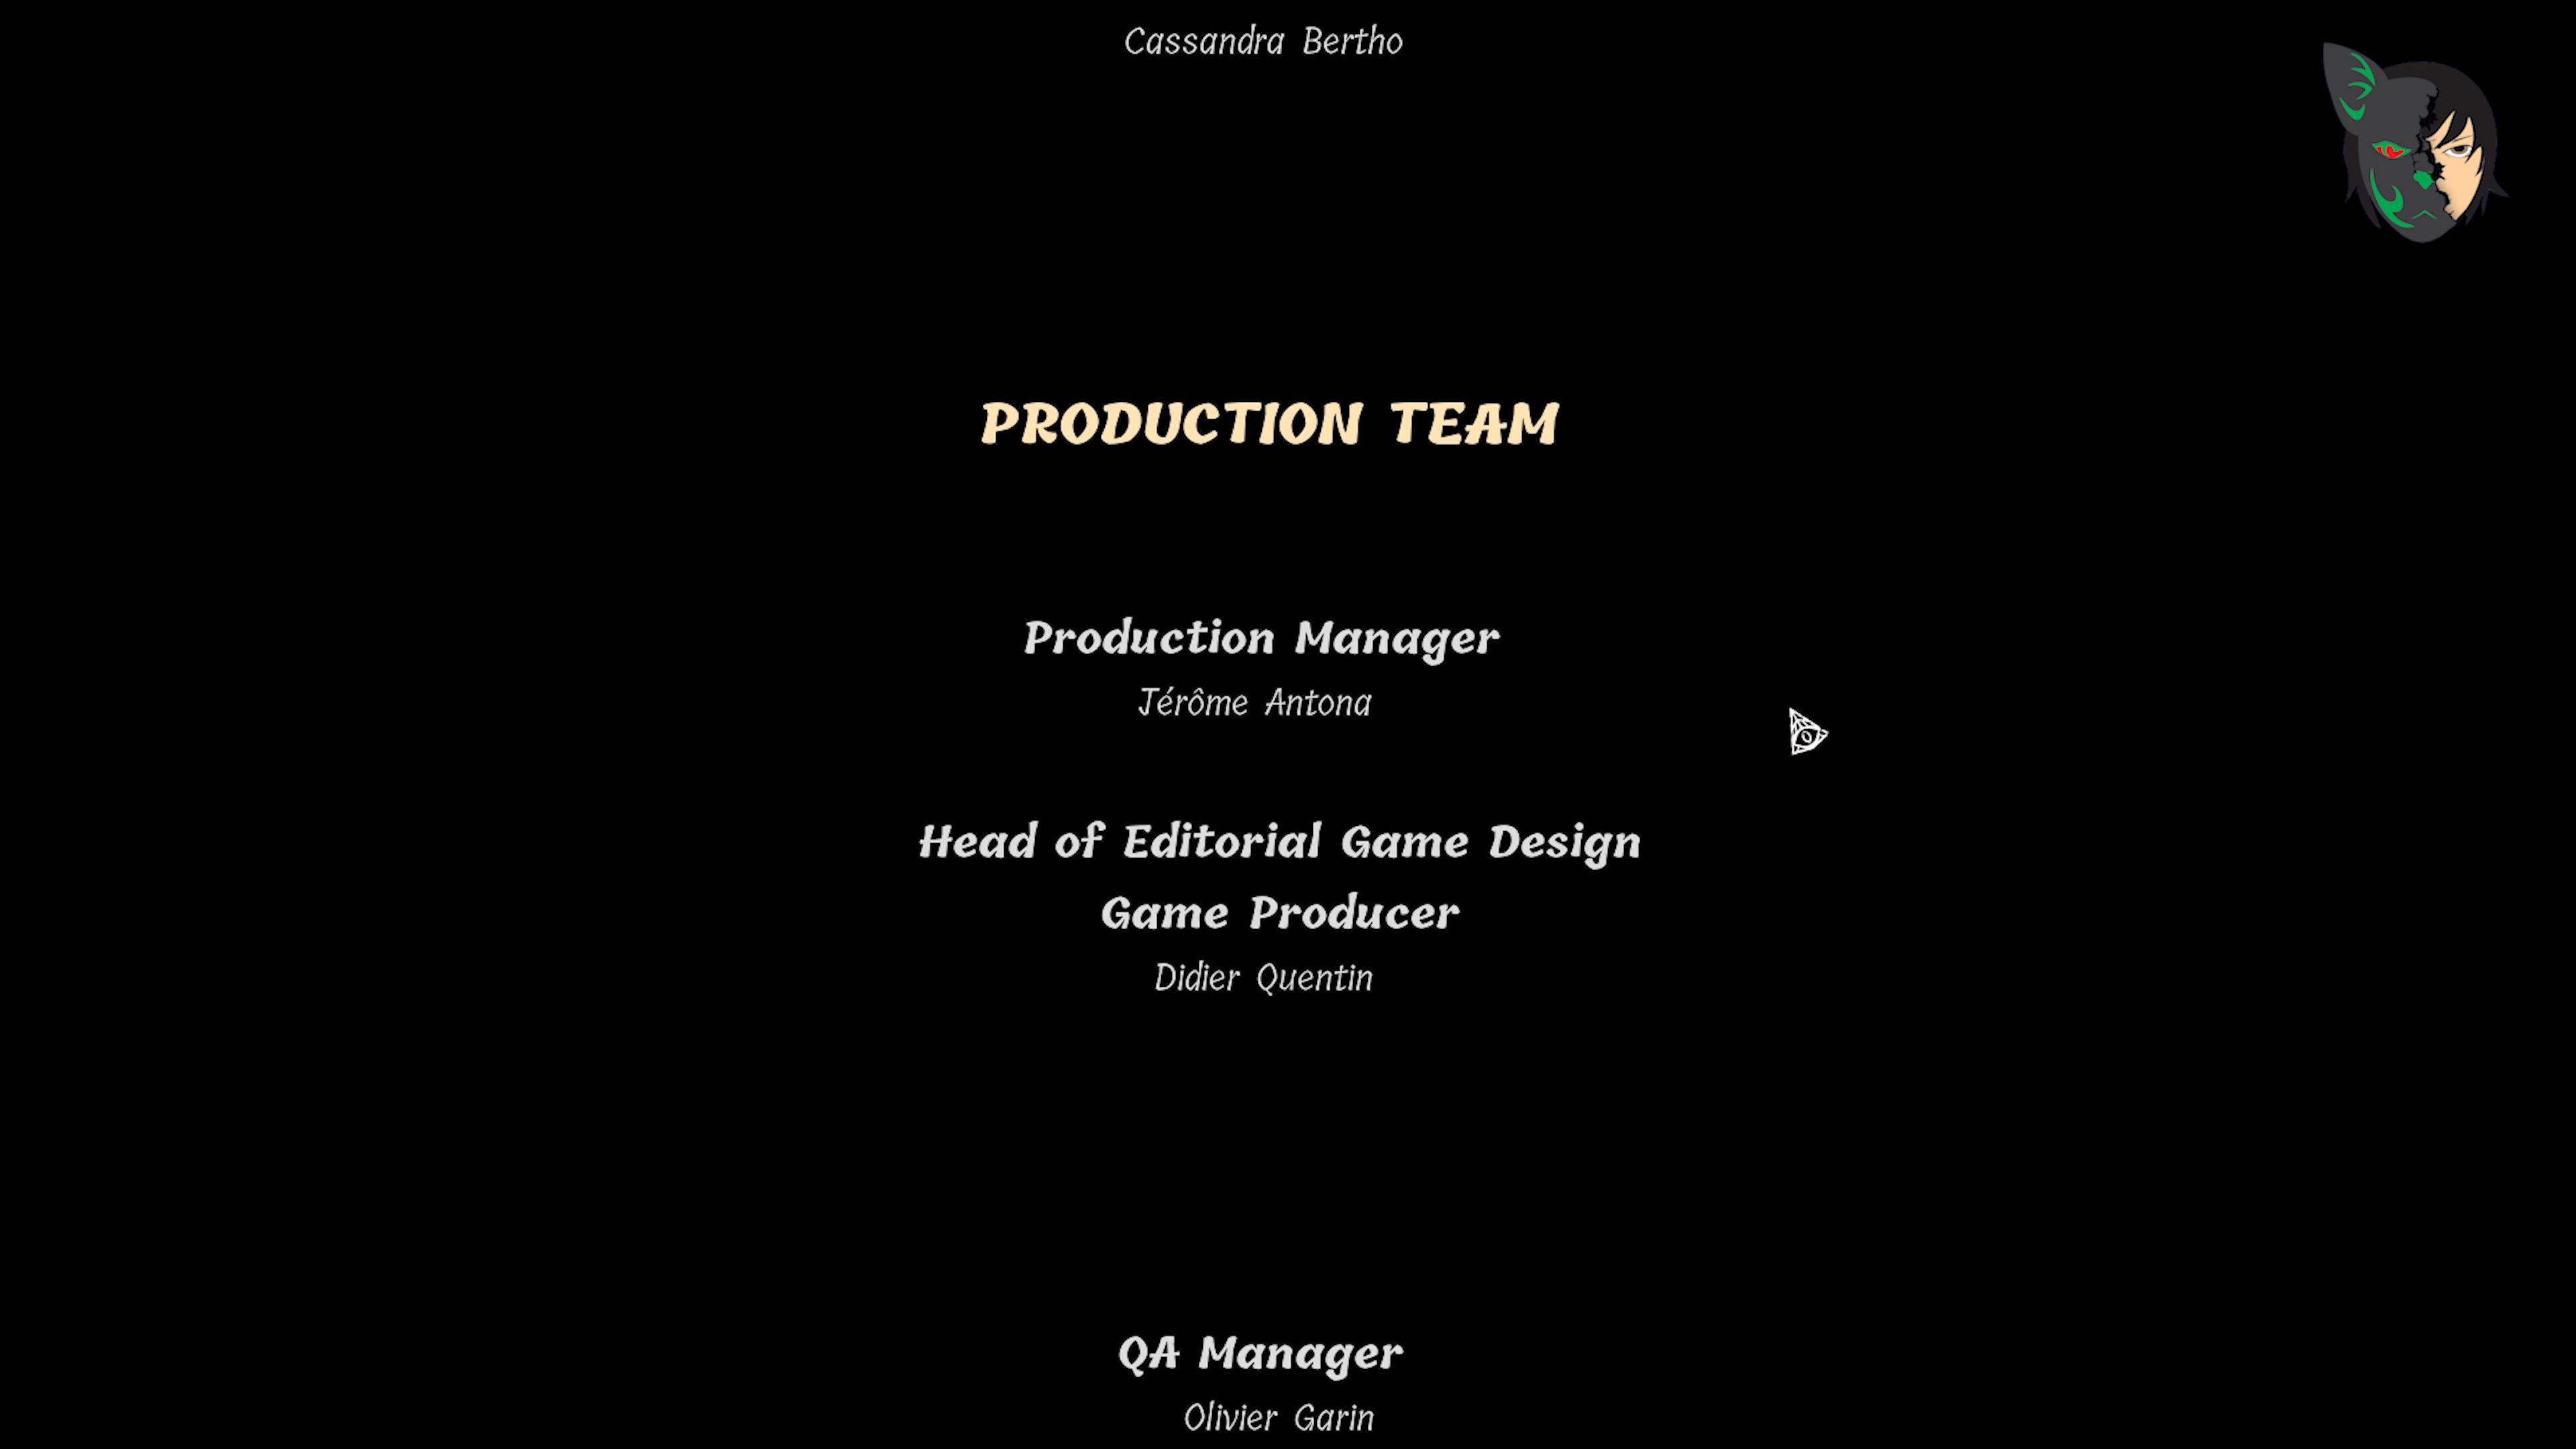 Cassandra Bertho
PRODUCTION TEAM
Production Manager
Jérôme Antona
Head of Editorial Game Design
Game Producer
Didier Quentin
QA Manager
Olivier Garin